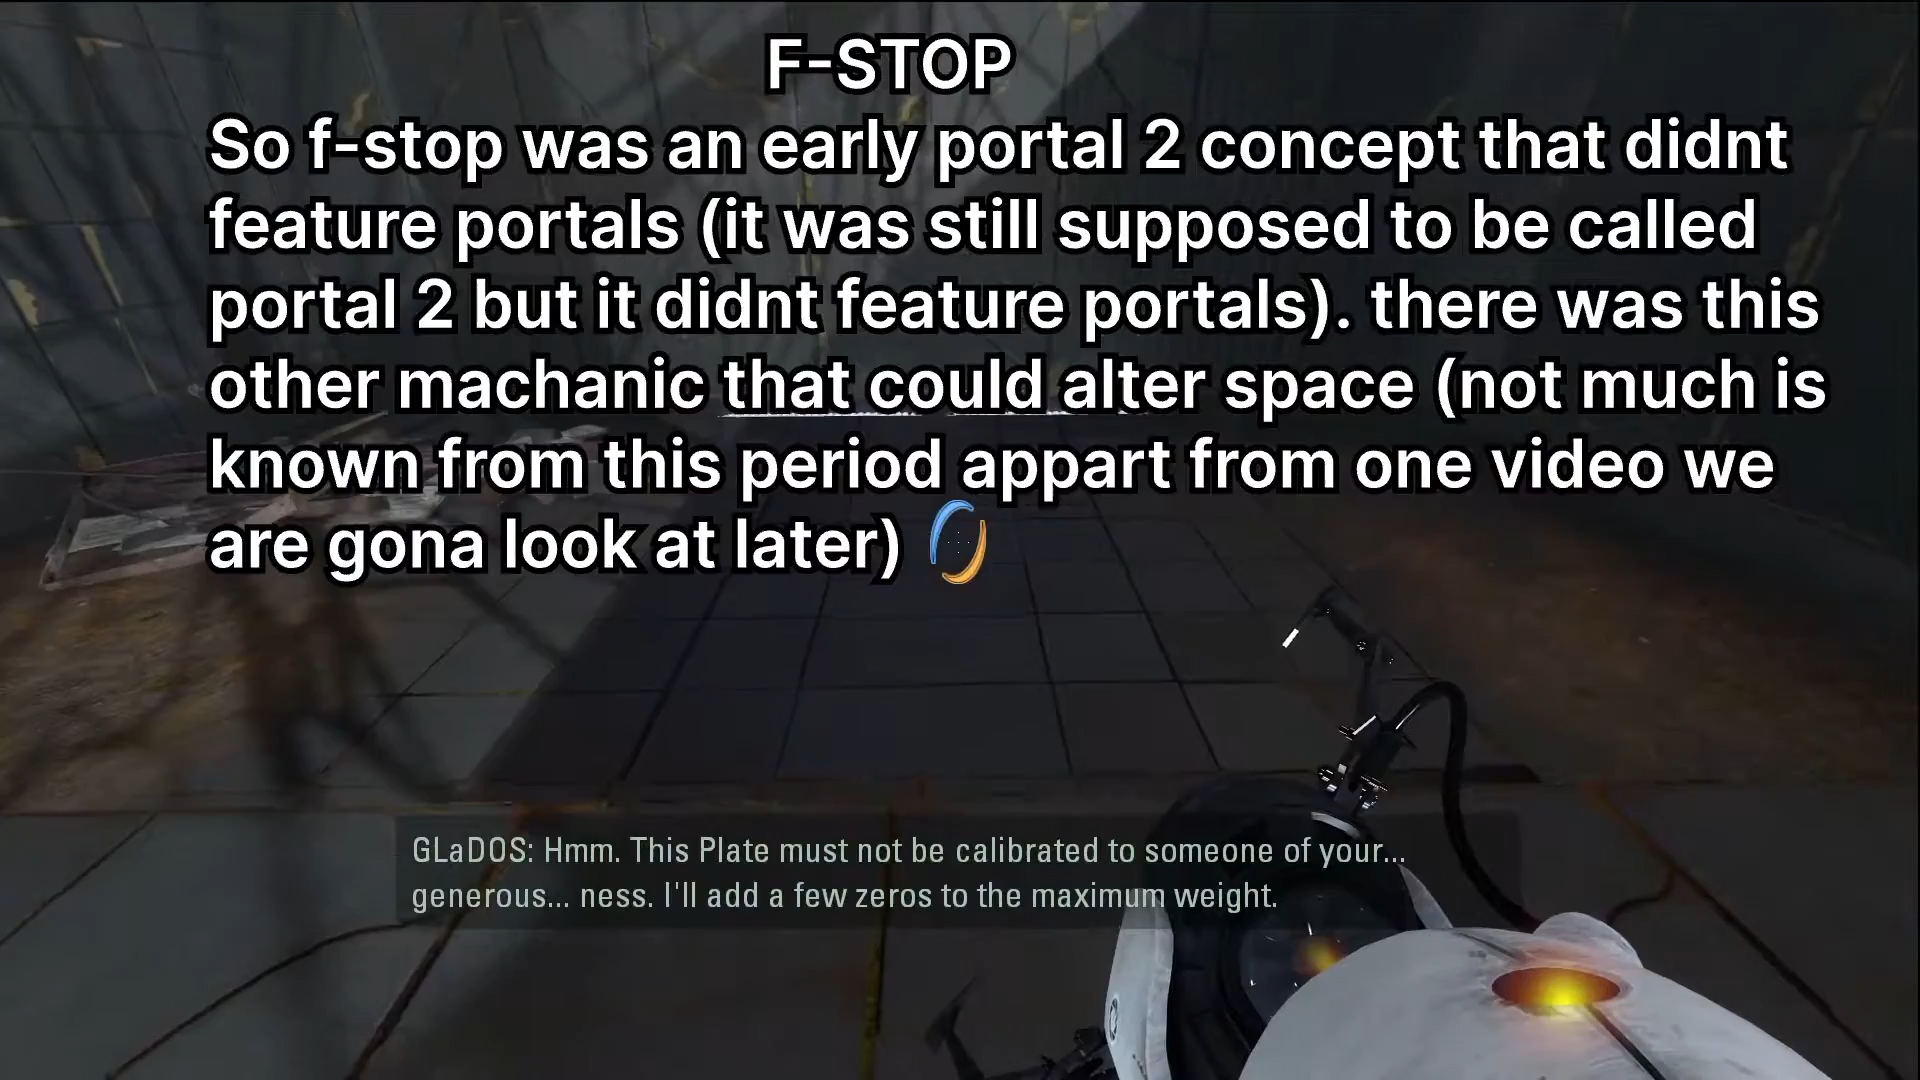 F-STOP
So f-stop was an early portal 2 concept that didnt
feature portals (it was still supposed to be called
portal 2 but it didnt feature portals). there was this
other machanic that could alter space (not much is
known from this period appart from one video we
are gona look at later)
GLaDOS: Hmm. This Plate must not be calibrated to someone of your...
generous... ness. I'll add a few zeros to the maximum weight.